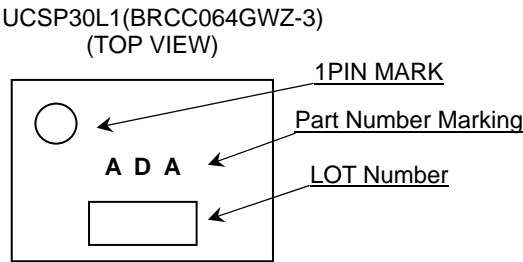 UCSP30L1(BRCC064GWZ-3)
(TOP VIEW)
1PIN MARK
Part Number Marking
A D A
LOT Number